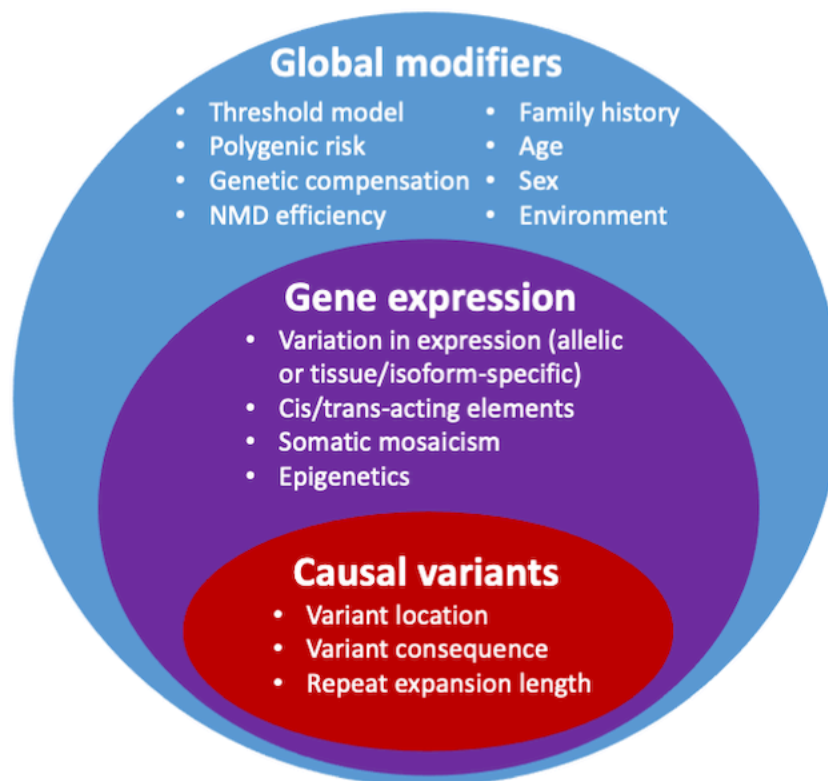 Global modifiers
• Threshold model
• Polygenic risk
• Genetic compensation
• NMD efficiency
• Family history
• Age
• Sex
• Environment
Gene expression
• Variation in expression (allelic
or tissue/isoform-specific)
• Cis/trans-acting elements
• Somatic mosaicism
• Epigenetics
Causal variants
• Variant location
• Variant consequence
• Repeat expansion length